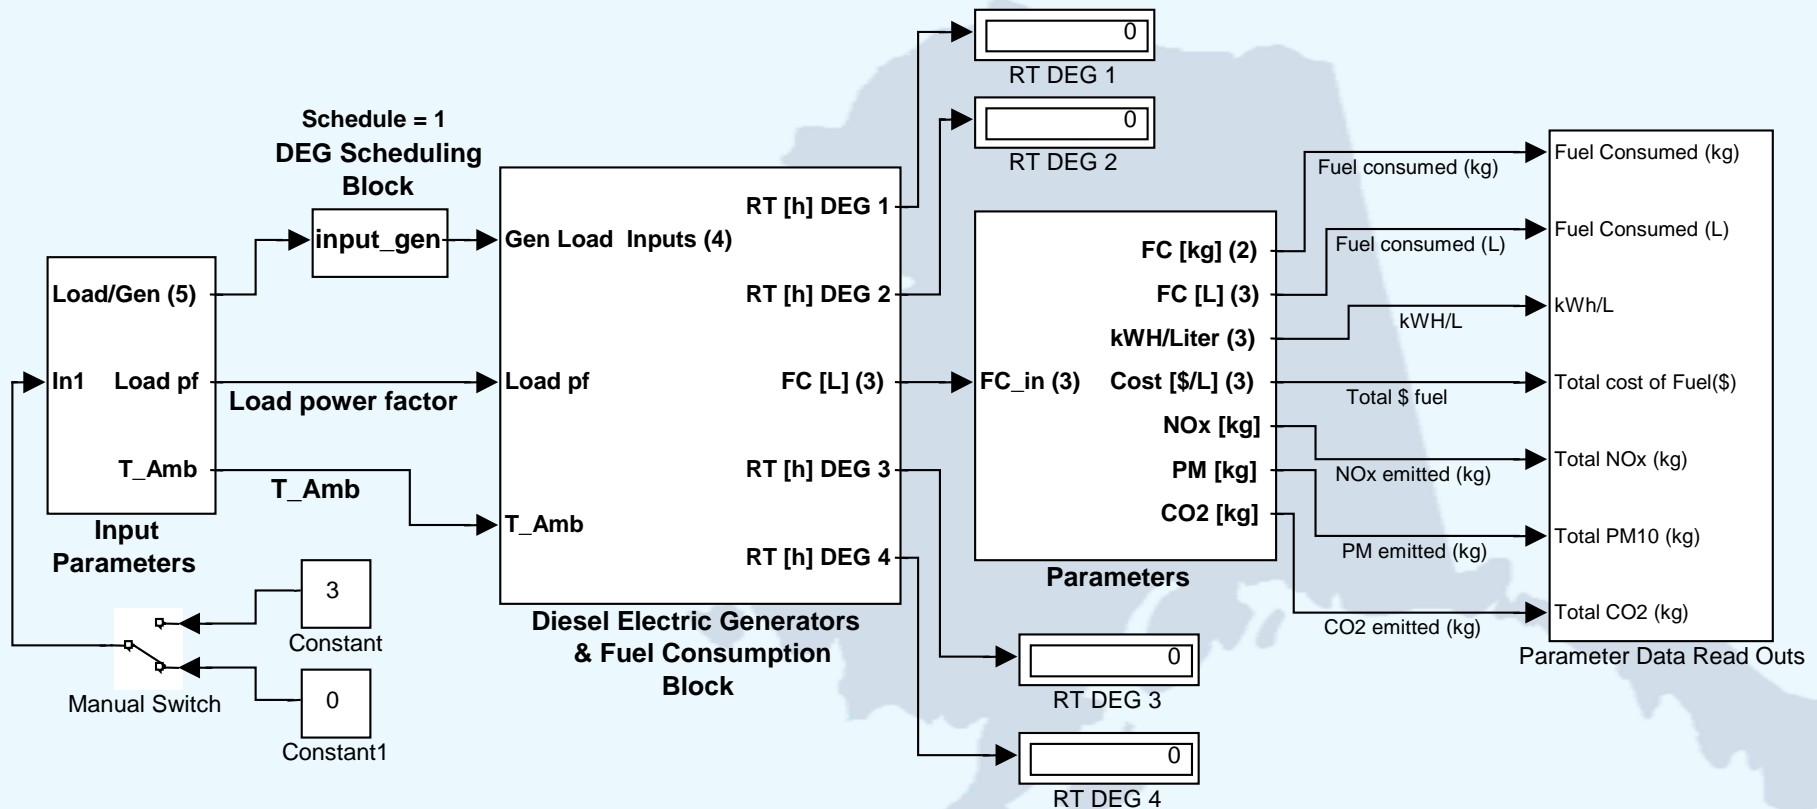 Schedule = 1
DEG Scheduling
Block
input_gen
Load/Gen (5)
In1
Load pf
T_Amb
Input
Parameters
Load power factor
T_Amb
3
Constant
0
Constant1
Manual Switch
Gen Load  Inputs (4)
Load pf
T_Amb
RT [h] DEG 1
RT [h] DEG 2
FC [L] (3)
RT [h] DEG 3
RT [h] DEG 4
Diesel Electric Generators
& Fuel Consumption
Block
0
RT DEG 1
0
RT DEG 2
FC_in (3)
FC [kg] (2)
FC [L] (3)
kWH/Liter (3)
Cost [$/L] (3)
NOx [kg]
PM [kg]
CO2 [kg]
Parameters
0
RT DEG 3
0
RT DEG 4
Fuel consumed (kg)
Fuel consumed (L)
kWH/L
Total $ fuel
NOx emitted (kg)
PM emitted (kg)
CO2 emitted (kg)
Fuel Consumed (kg)
Fuel Consumed (L)
kWh/L
Total cost of Fuel($)
Total NOx (kg)
Total PM10 (kg)
Total CO2 (kg)
Parameter Data Read Outs